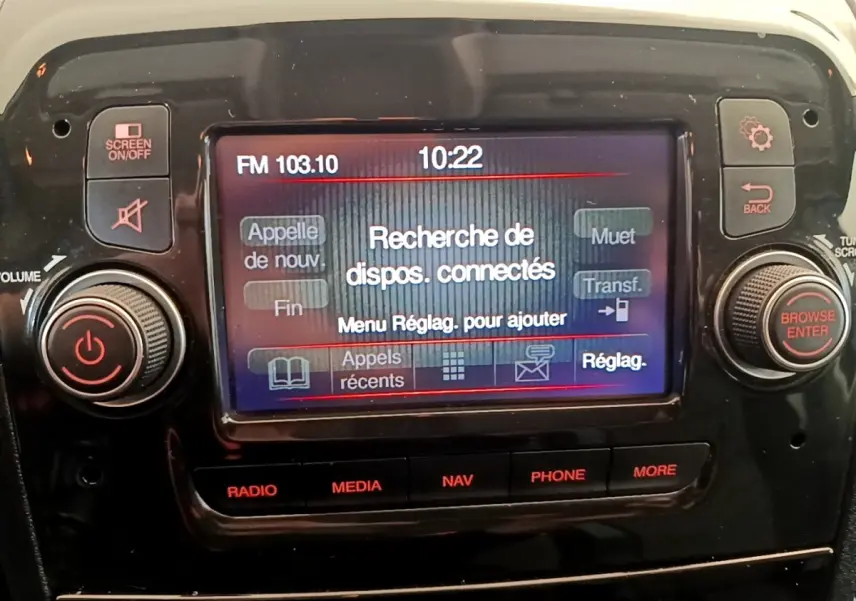 SCREEN
ON/OFF
FM 103.10
10:22
BACK
Appelle
de nouv.
Recherche de
dispos. connectés
Muet
VOLUME
Fin
Transf.
Menu Réglag. pour ajouter
BROWSE
ENTER
Appels
récents
Réglag.
RADIO
MEDIA
NAV
PHONE
MORE